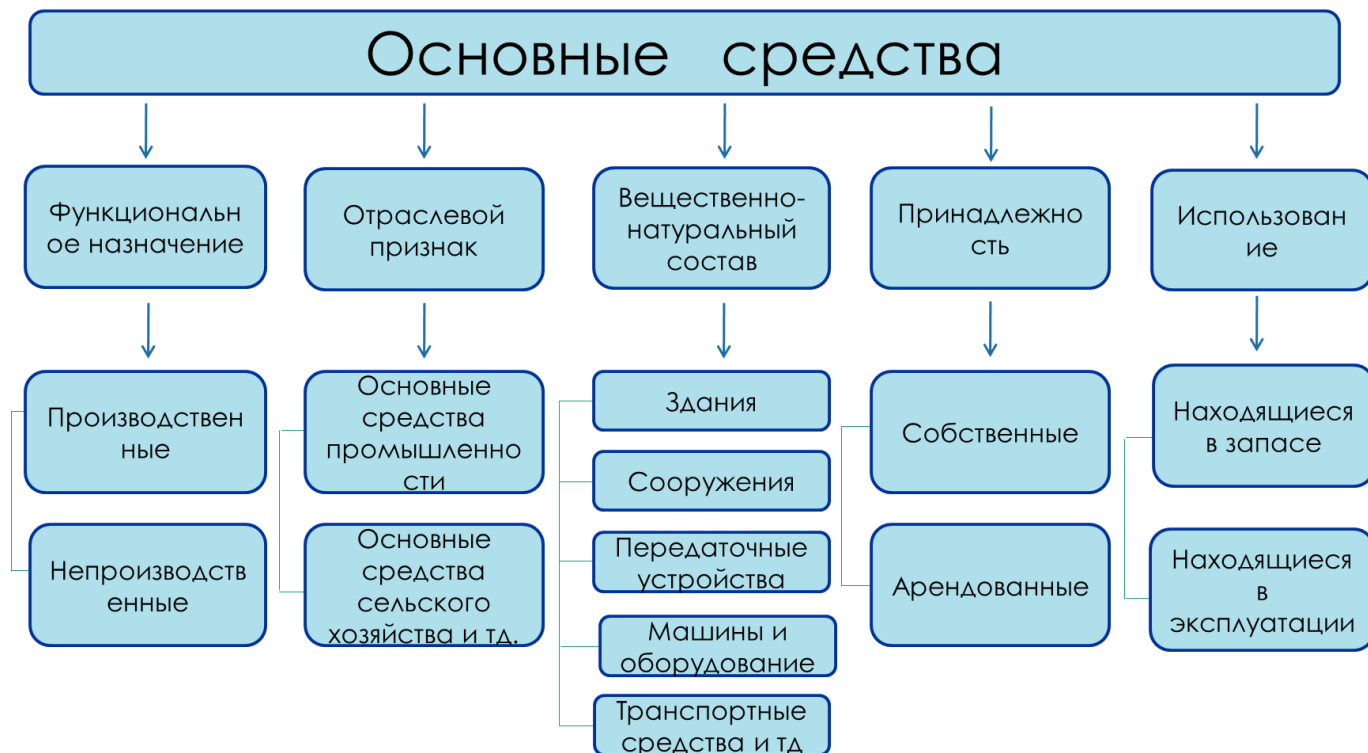 Основные средства
Функциональн
ое назначение
Отраслевой
признак
Вещественно-
натуральный
состав
Принадлежно
сть
Использован
ие
Производствен
ные
Непроизводств
енные
Основные
средства
промышленно
сти
Основные
средства
сельского
хозяйства и тд.
Здания
Сооружения
Передаточные
устройства
Машины и
оборудование
Транспортные
средства и тд
Собственные
Арендованные
Находящиеся
в запасе
Находящиеся
в
эксплуатации